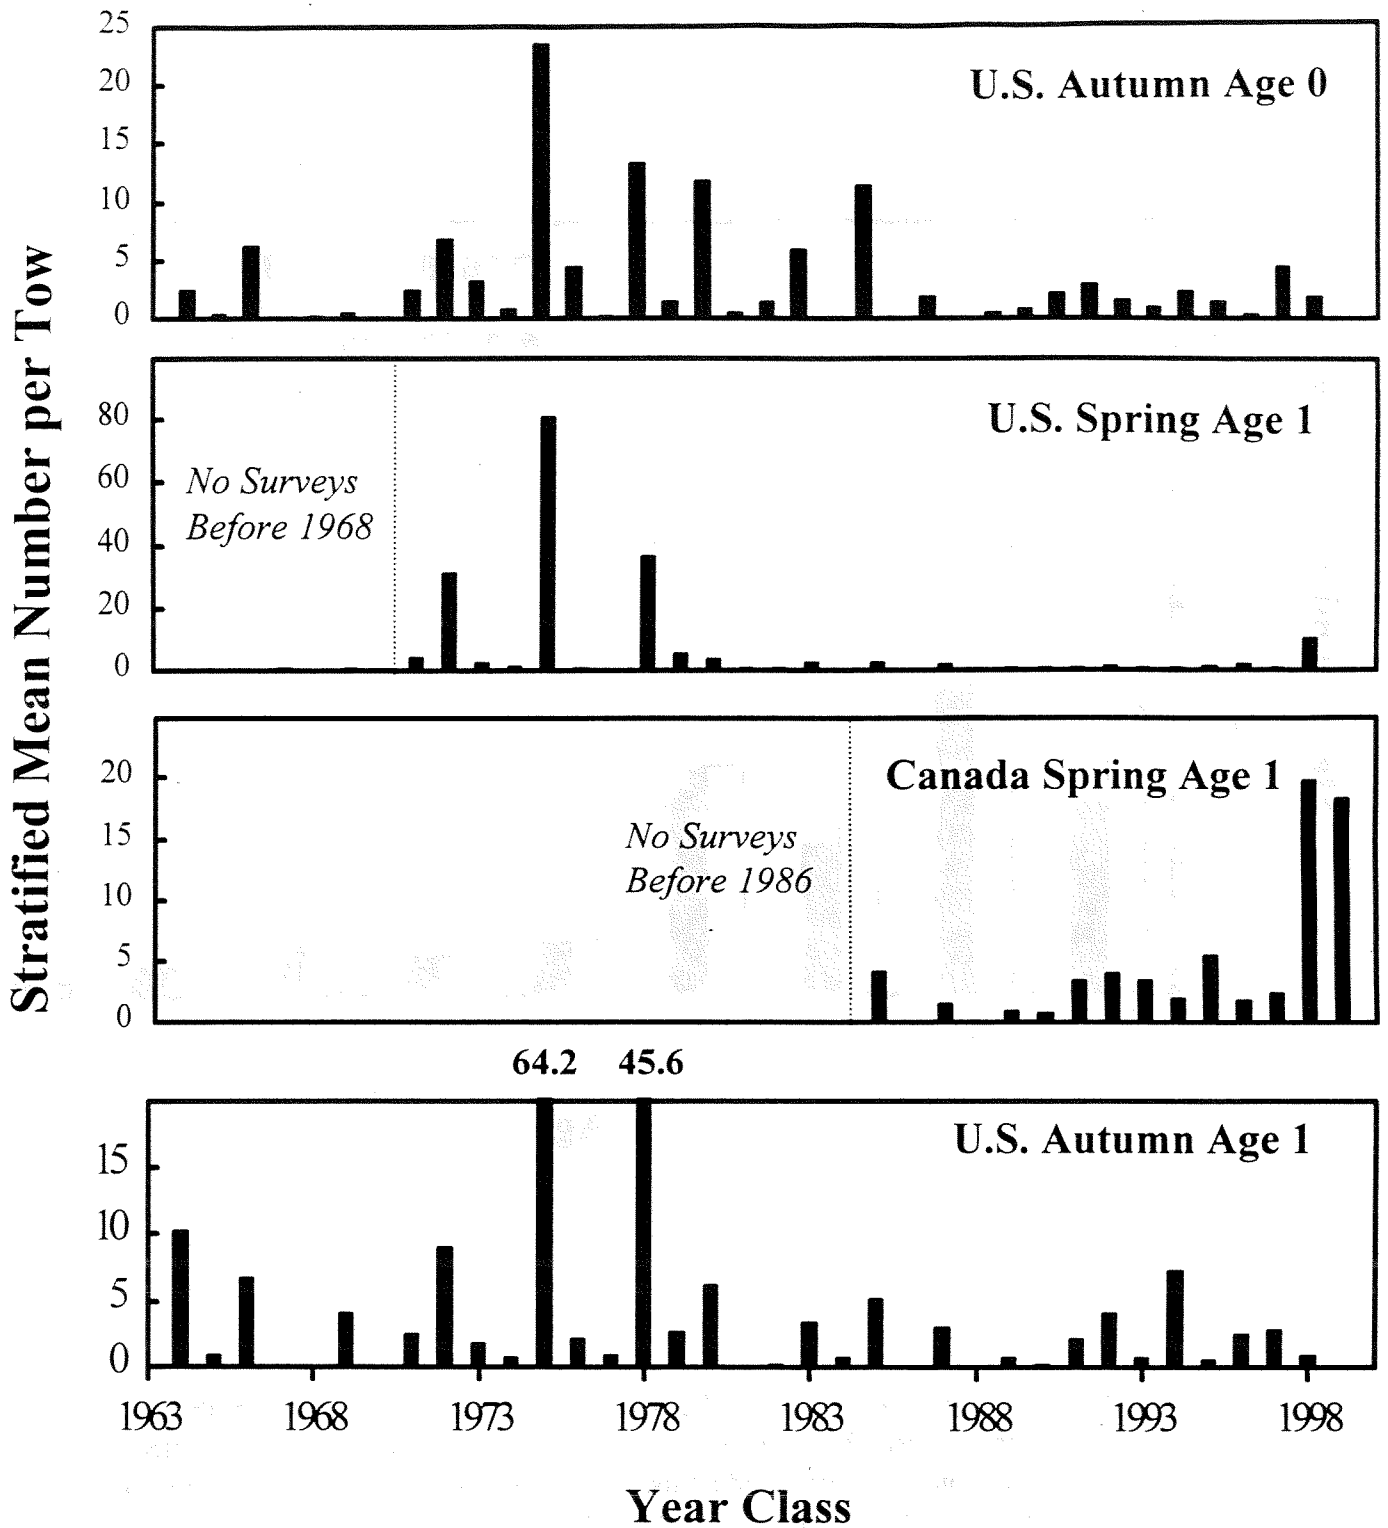 Stratified Mean Number per Tow
25
20
15
10
5
0
U.S. Autumn Age 0
80
60
40
20
0
U.S. Spring Age 1
No Surveys
Before 1968
20
15
10
5
0
Canada Spring Age 1
No Surveys
Before 1986
64.2 45.6
15
10
5
0
U.S. Autumn Age 1
1963 1968 1973 1978 1983 1988 1993 1998
Year Class